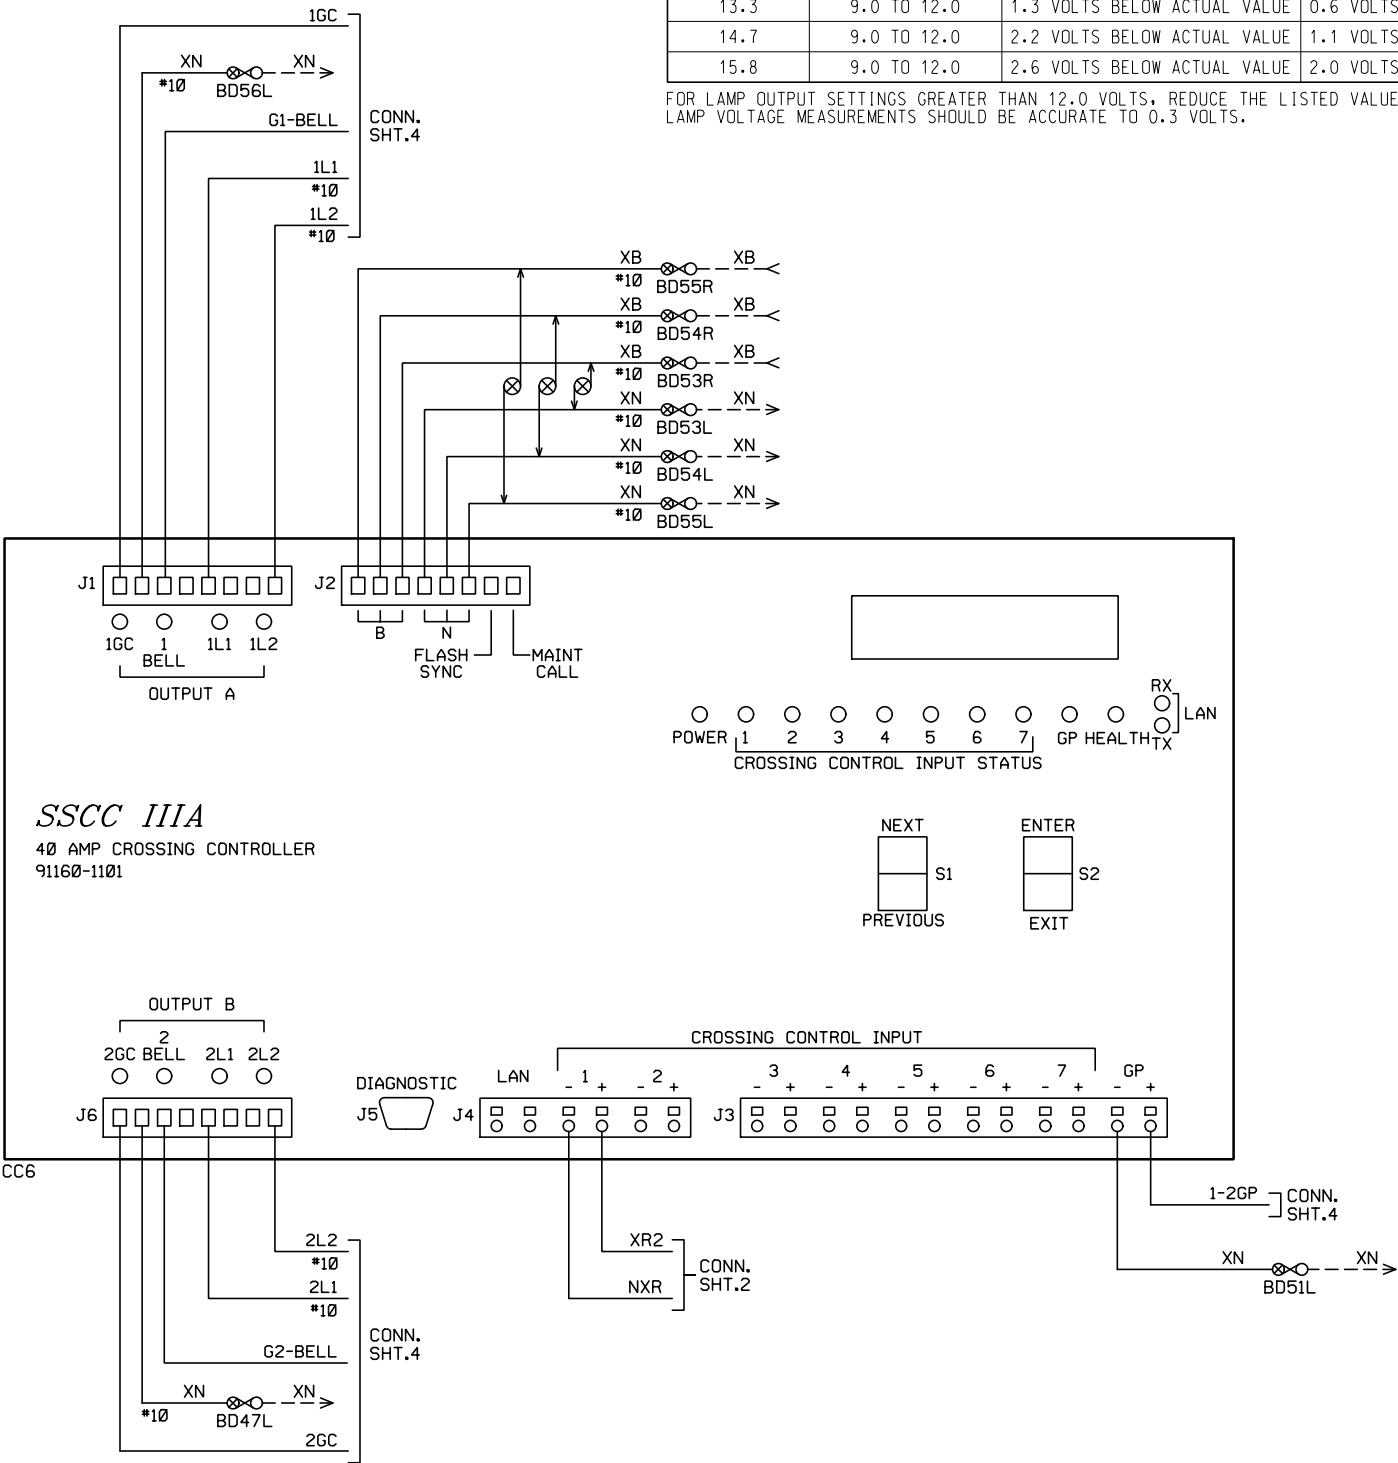 13.3 9.0 TO 12.0 1.3 VOLTS BELOW ACTUAL VALUE 0.6 VOLTS
14.7 9.0 TO 12.0 2.2 VOLTS BELOW ACTUAL VALUE 1.1 VOLTS
15.8 9.0 TO 12.0 2.6 VOLTS BELOW ACTUAL VALUE 2.0 VOLTS
FOR LAMP OUTPUT SETTINGS GREATER THAN 12.0 VOLTS, REDUCE THE LISTED VALUE
LAMP VOLTAGE MEASUREMENTS SHOULD BE ACCURATE TO 0.3 VOLTS.
1GC
XN XN
#10 BD56L
G1-BELL
CONN.
SHT.4
1L1
#10
1L2
#10
XB XB
#10 BD55R
XB XB
#10 BD54R
XB XB
#10 BD53R
XN XN
#10 BD53L
XN XN
#10 BD54L
XN XN
#10 BD55L
J1 J2
1GC 1 1L1 1L2
BELL
OUTPUT A
B N
FLASH
SYNC
MAINT
CALL
RX
LAN
TX
POWER 1 2 3 4 5 6 7 GP HEALTH
CROSSING CONTROL INPUT STATUS
SSCC IIIA
40 AMP CROSSING CONTROLLER
91160-1101
NEXT ENTER
S1 S2
PREVIOUS EXIT
OUTPUT B
2
2GC BELL 2L1 2L2
J6
CROSSING CONTROL INPUT
DIAGNOSTIC
J5
LAN 1 2 3 4 5 6 7 GP
- + - + - + - + - + - + - + - +
J4 J3
CC6
1-2GP
CONN.
SHT.4
2L2
#10
2L1
#10
XR2
NXR
CONN.
SHT.2
XN XN
BD51L
G2-BELL
CONN.
SHT.4
XN XN
#10 BD47L
2GC